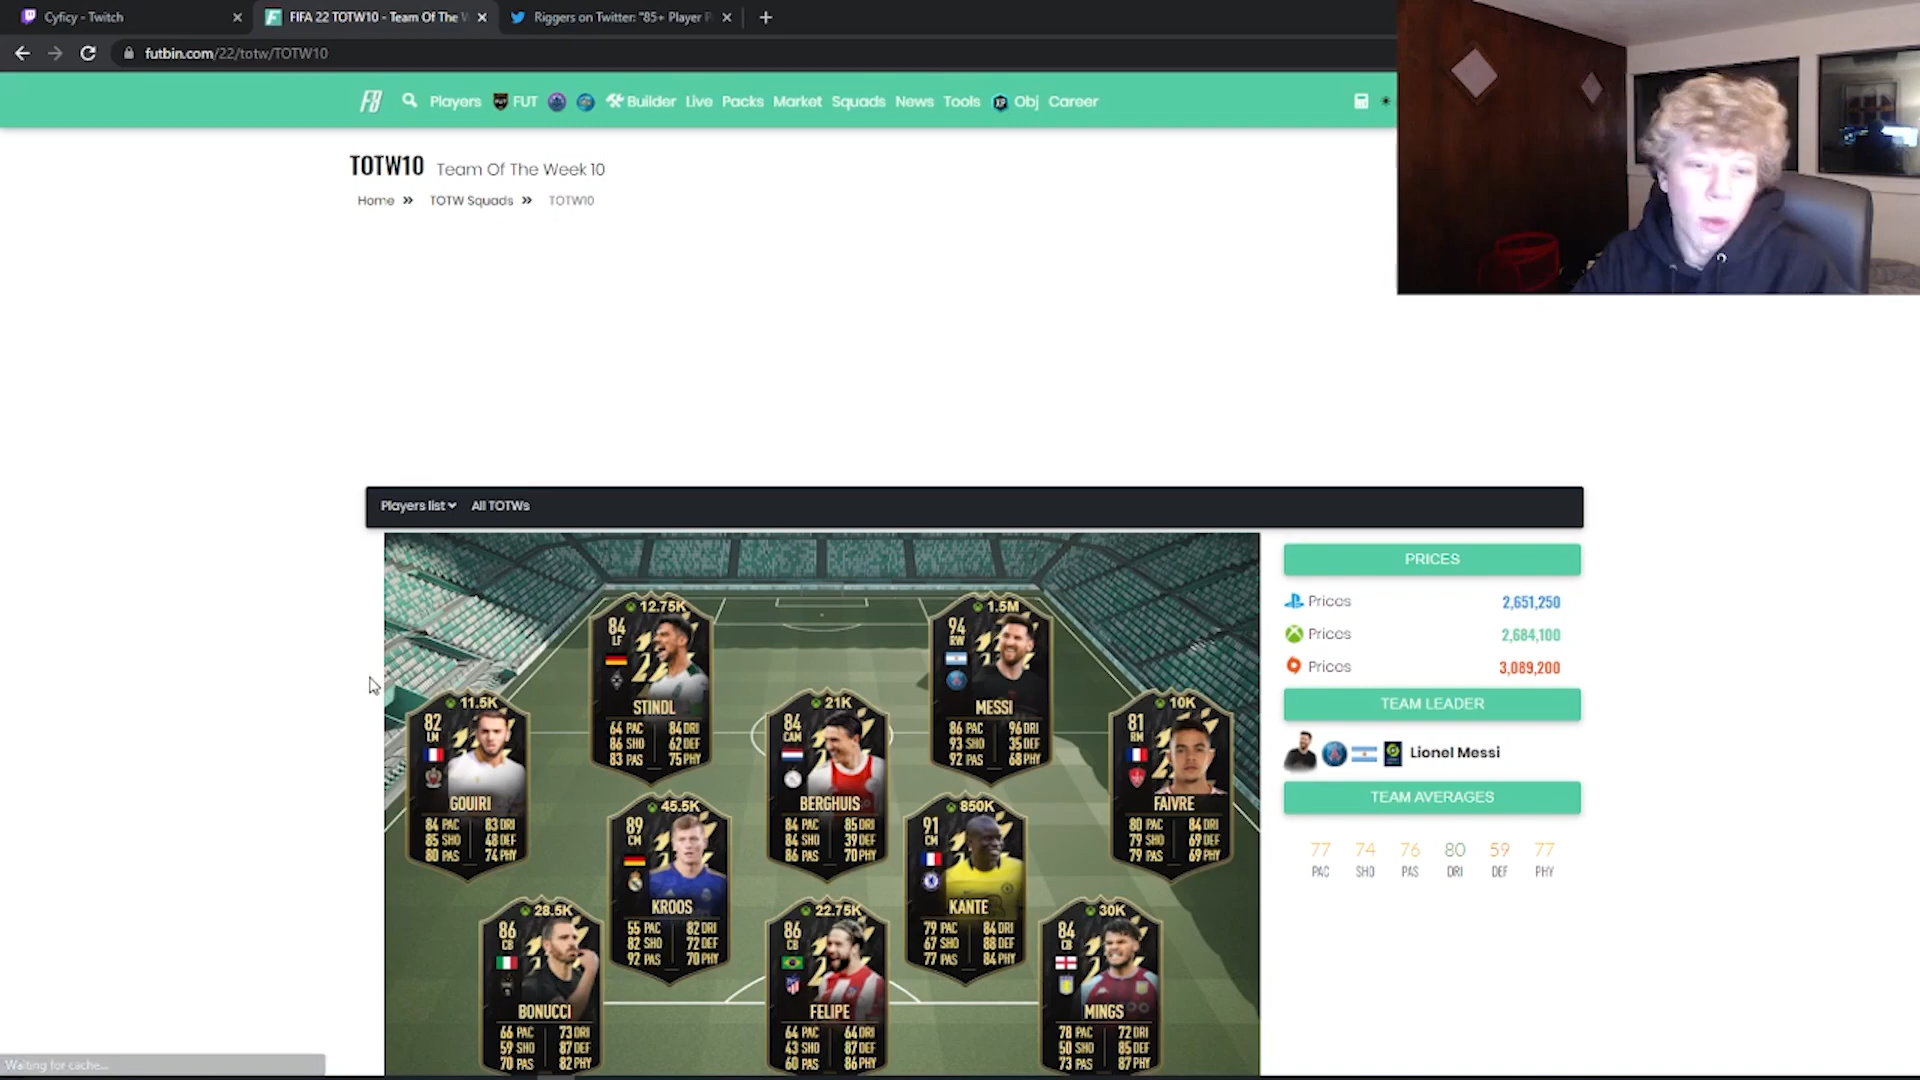 Cyficy - Twitch
FIFA 22 TOTW10 - Team Of The W
Riggers on Twitter: "85+ Player P
futbin.com/22/totw/TOTW10
FB Players FUT Builder Live Packs Market Squads News Tools Obj Career
TOTW10 Team Of The Week 10
Home » TOTW Squads » TOTW10
Players list All TOTWs
PRICES
Prices 2,651,250
Prices 2,684,100
Prices 3,089,200
TEAM LEADER
Lionel Messi
TEAM AVERAGES
77 74 76 80 59 77
PAC SHO PAS DRI DEF PHY
12.75K
84
LF
STINDL
64 PAC 84 DRI
86 SHO 62 DEF
83 PAS 75 PHY
1.5M
94
RW
MESSI
86 PAC 96 DRI
93 SHO 35 DEF
92 PAS 68 PHY
11.5K
82
LM
GOUIRI
84 PAC 83 DRI
85 SHO 48 DEF
80 PAS 74 PHY
21K
84
CAM
BERGHUIS
84 PAC 85 DRI
84 SHO 39 DEF
86 PAS 70 PHY
10K
81
RM
FAIVRE
80 PAC 84 DRI
79 SHO 69 DEF
79 PAS 69 PHY
45.5K
89
CM
KROOS
55 PAC 82 DRI
82 SHO 72 DEF
92 PAS 70 PHY
850K
91
CM
KANTE
79 PAC 84 DRI
67 SHO 88 DEF
77 PAS 84 PHY
28.5K
86
CB
BONUCCI
66 PAC 73 DRI
59 SHO 87 DEF
70 PAS 82 PHY
22.75K
86
CB
FELIPE
64 PAC 64 DRI
43 SHO 87 DEF
60 PAS 86 PHY
30K
84
CB
MINGS
78 PAC 72 DRI
50 SHO 85 DEF
73 PAS 87 PHY
Waiting for cache...